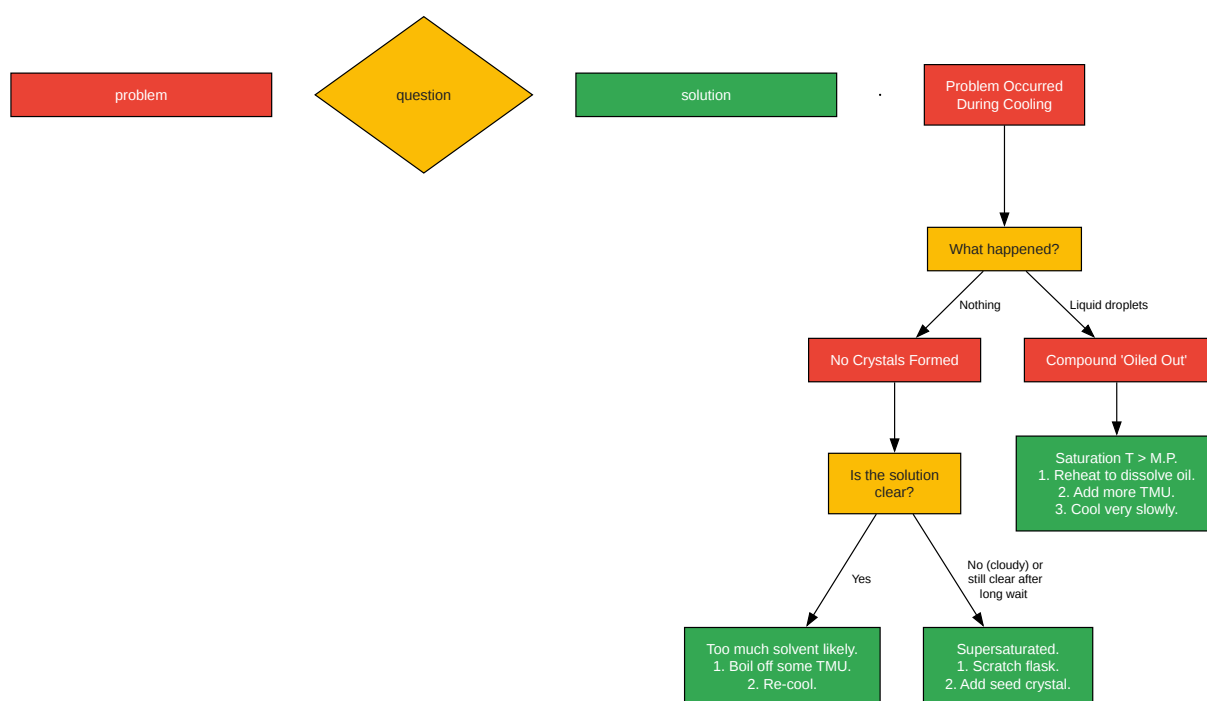 problem
question
solution
.
Problem Occurred
During Cooling
What happened?
Nothing
Liquid droplets
No Crystals Formed
Compound 'Oiled Out'
Is the solution
clear?
Saturation T > M.P.
1. Reheat to dissolve oil.
2. Add more TMU.
3. Cool very slowly.
Yes
No (cloudy) or
still clear after
long wait
Too much solvent likely.
1. Boil off some TMU.
2. Re-cool.
Supersaturated.
1. Scratch flask.
2. Add seed crystal.